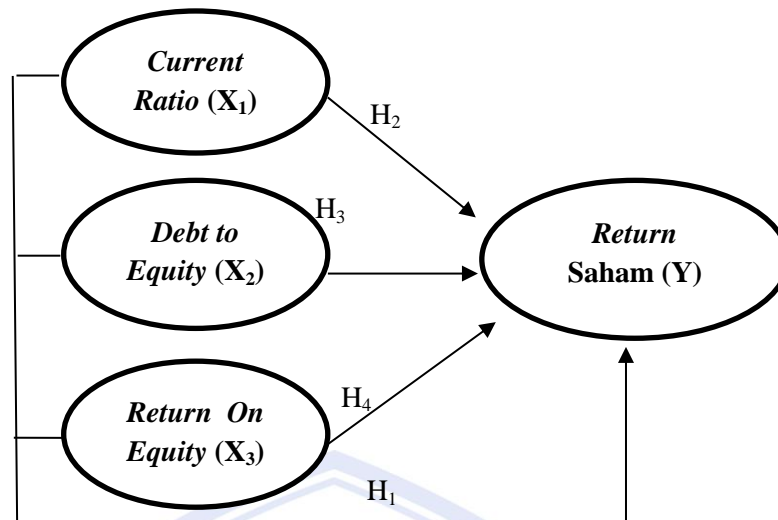 Current
Ratio (X₁)
H₂
Debt to
Equity (X₂)
H₃
Return
Saham (Y)
Return On
Equity (X₃)
H₄
H₁